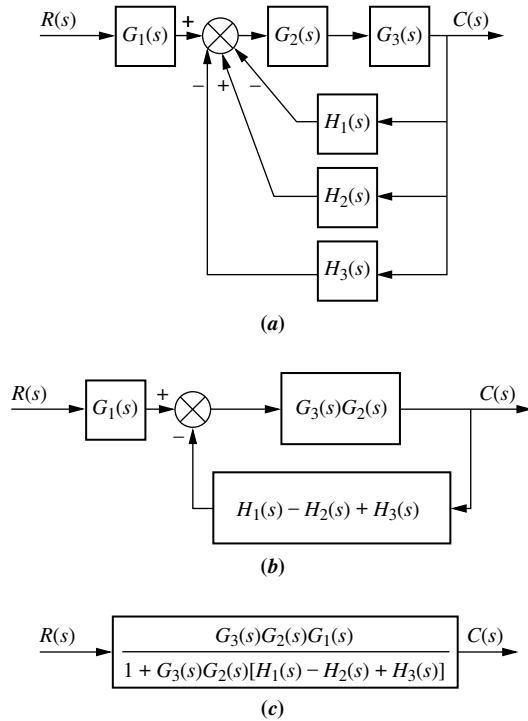 R(s) G₁(s) + G₂(s) G₃(s) C(s)
− + −
H₁(s)
H₂(s)
H₃(s)
(a)
R(s) G₁(s) + G₃(s)G₂(s) C(s)
−
H₁(s) − H₂(s) + H₃(s)
(b)
R(s) G₃(s)G₂(s)G₁(s) C(s)
1 + G₃(s)G₂(s)[H₁(s) − H₂(s) + H₃(s)]
(c)